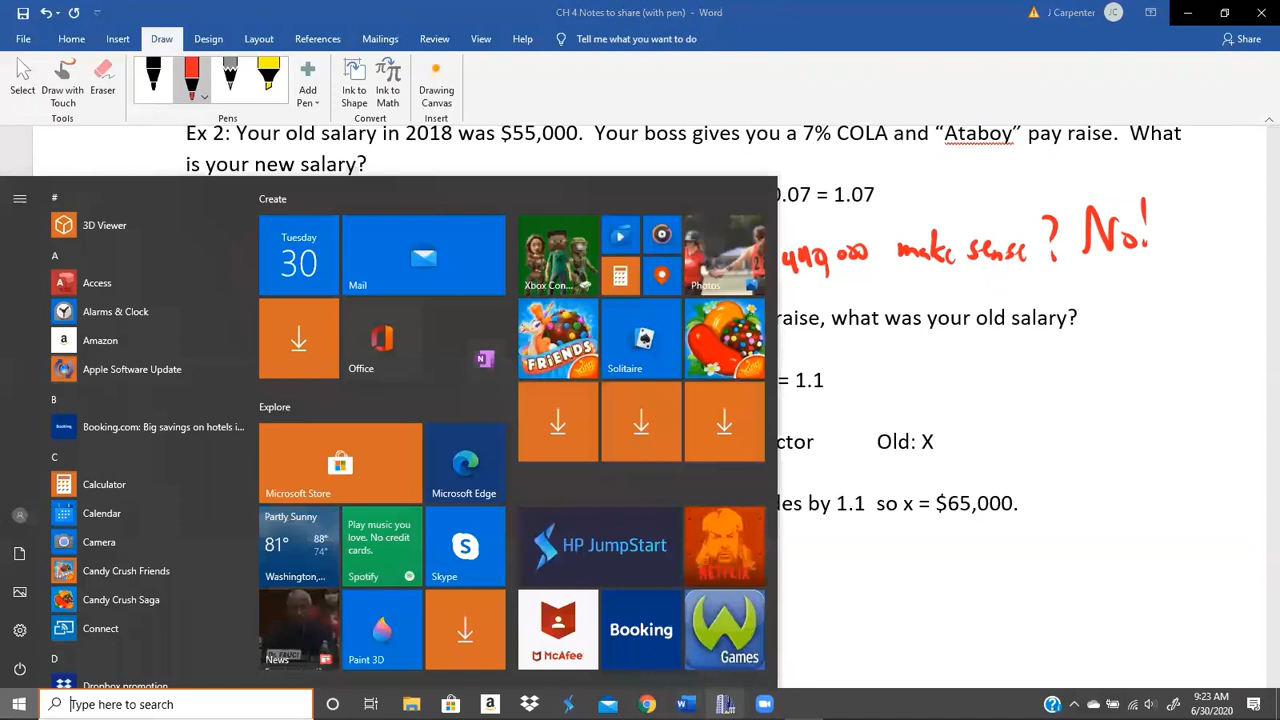 CH 4 Notes to share (with pen) - Word
J Carpenter
JC
File
Home
Insert
Draw
Design
Layout
References
Mailings
Review
View
Help
Tell me what you want to do
Share
Select
Draw with Touch
Eraser
Add Pen
Ink to Shape
Ink to Math
Drawing Canvas
Tools
Pens
Convert
Insert
Ex 2: Your old salary in 2018 was $55,000. Your boss gives you a 7% COLA and “Ataboy” pay raise. What
is your new salary?
0.07 = 1.07
make sense? No!
raise, what was your old salary?
= 1.1
ctor Old: X
des by 1.1 so x = $65,000.
#
3D Viewer
A
Access
Alarms & Clock
Amazon
Apple Software Update
B
Booking.com: Big savings on hotels i...
C
Calculator
Calendar
Camera
Candy Crush Friends
Candy Crush Saga
Connect
D
Dropbox promotion
Create
Tuesday
30
Mail
Office
Explore
Microsoft Store
Microsoft Edge
Partly Sunny
81° 88° 74°
Washington,...
Play music you love. No credit cards.
Spotify
Skype
News
Paint 3D
Xbox Con...
Photos
FRIENDS
Solitaire
HP JumpStart
NETFLIX
McAfee
Booking
Games
Type here to search
9:23 AM
6/30/2020